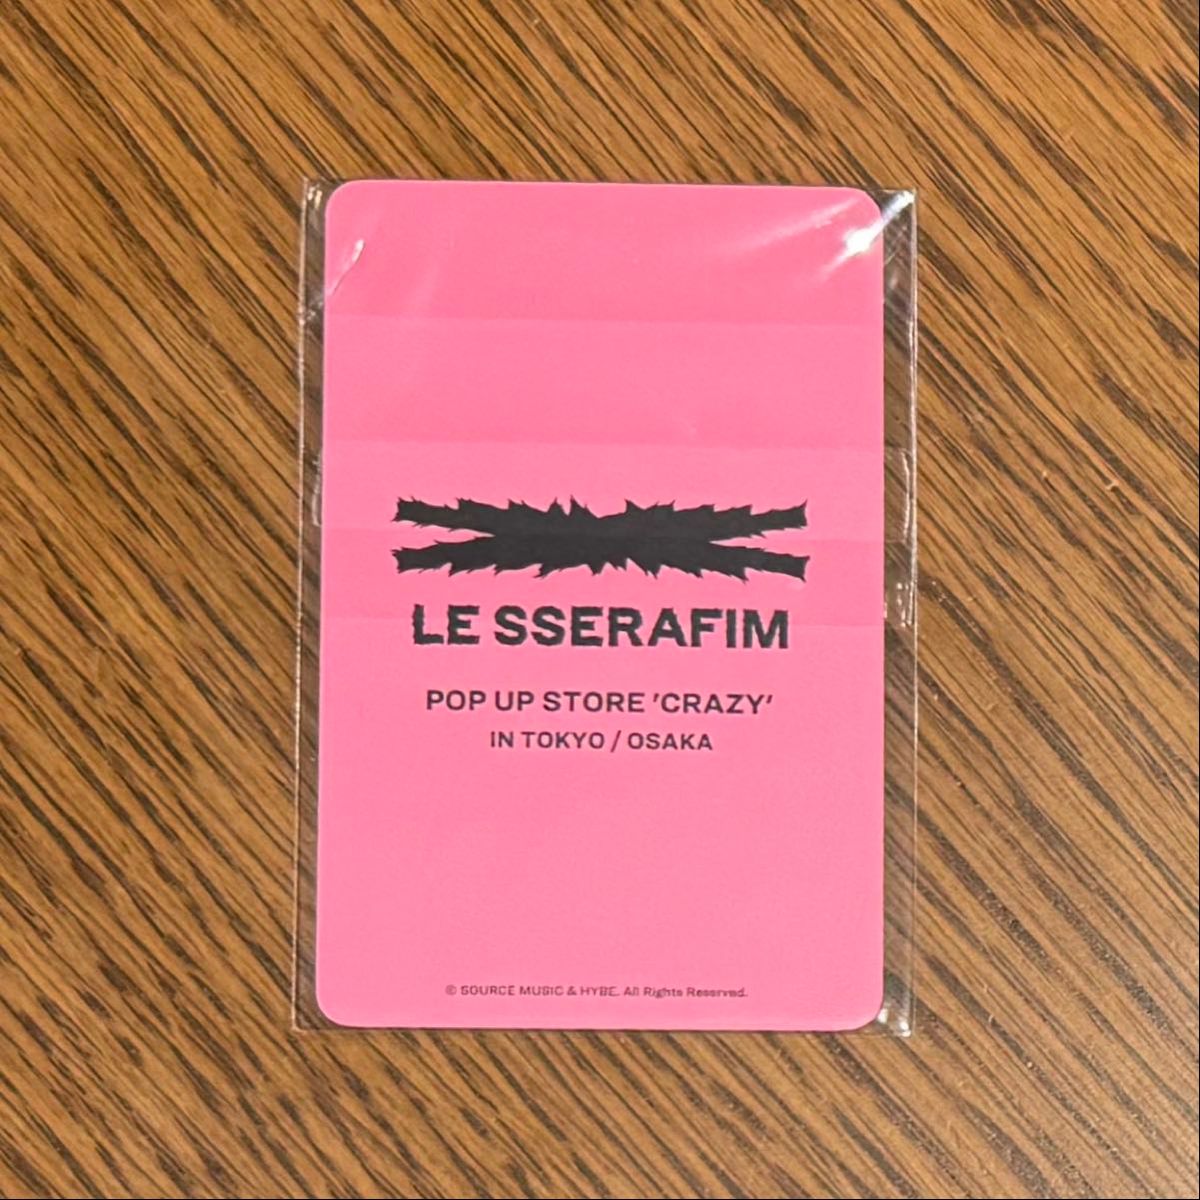 LE SSERAFIM
POP UP STORE 'CRAZY'
IN TOKYO / OSAKA
© SOURCE MUSIC & HYBE. All Rights Reserved.